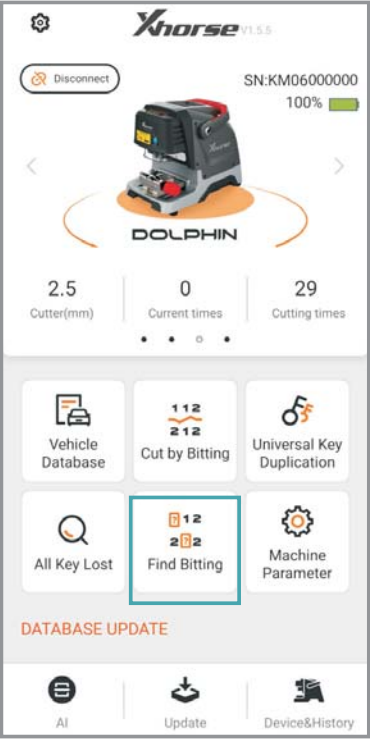 Xhorse V1.5.5
Disconnect
SN:KM06000000
100%
Xhorse
DOLPHIN
2.5
Cutter(mm)
0
Current times
29
Cutting times
112
212
Vehicle
Database
Cut by Bitting
Universal Key
Duplication
?12
2?2
All Key Lost
Find Bitting
Machine
Parameter
DATABASE UPDATE
AI
Update
Device&History